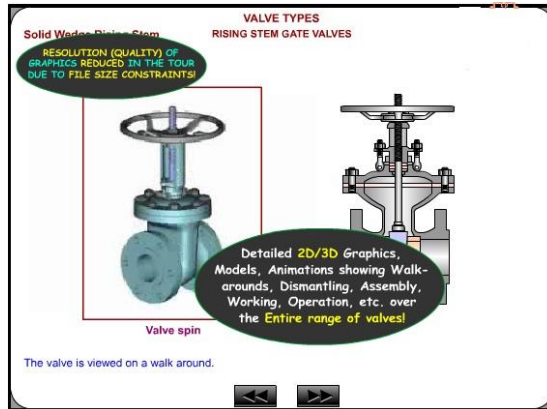 VALVE TYPES
Solid Wedge Rising Stem
RISING STEM GATE VALVES
RESOLUTION (QUALITY) OF
GRAPHICS REDUCED IN THE TOUR
DUE TO FILE SIZE CONSTRAINTS!
Detailed 2D/3D Graphics,
Models, Animations showing Walk-
arounds, Dismantling, Assembly,
Working, Operation, etc. over
the Entire range of valves!
Valve spin
The valve is viewed on a walk around.